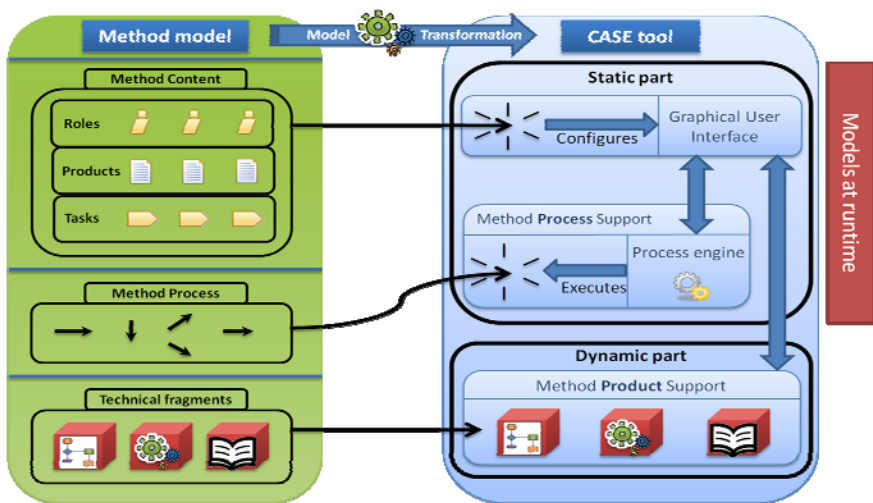 Method model
Model Transformation
CASE tool
Method Content
Roles
Products
Tasks
Method Process
Technical fragments
Static part
Configures
Graphical User
Interface
Method Process Support
Process engine
Executes
Dynamic part
Method Product Support
Models at runtime